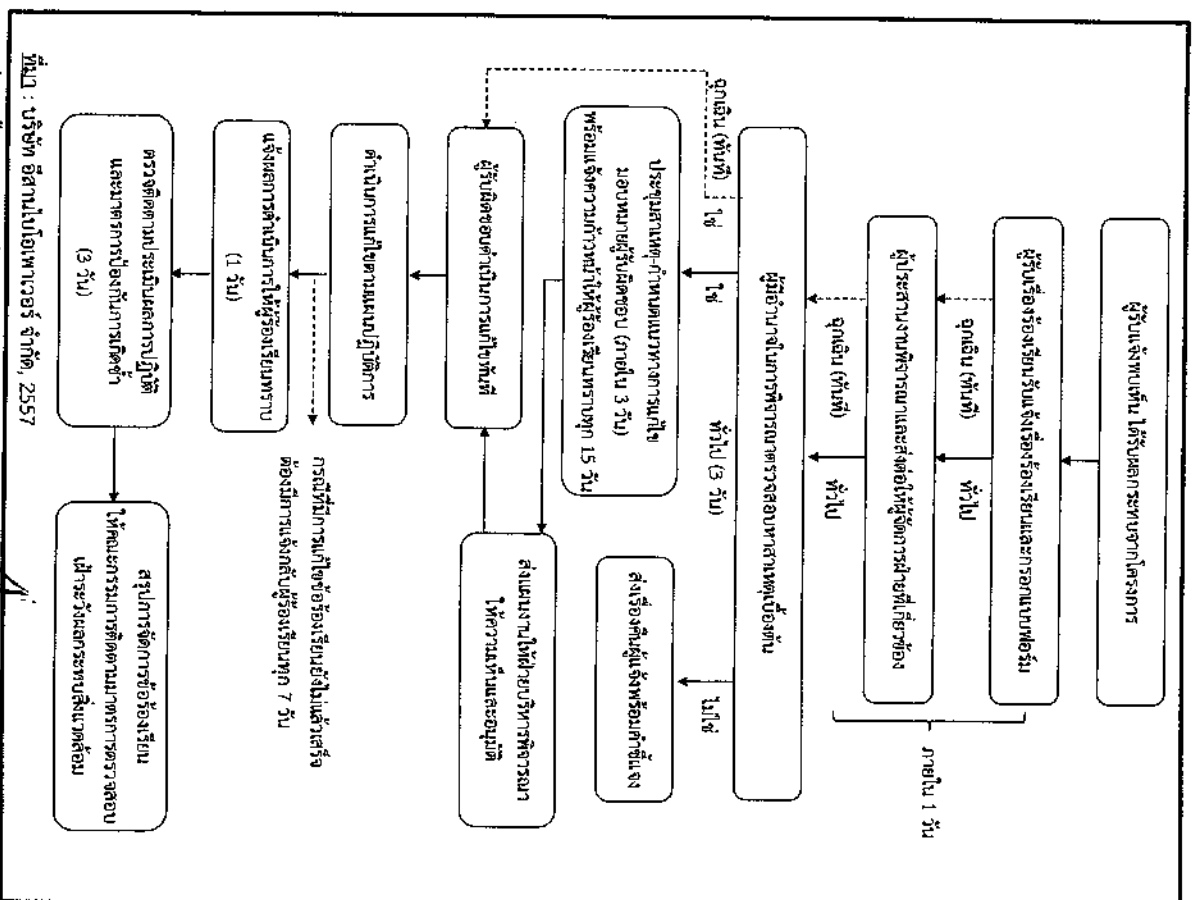 ผู้รับแจ้งพบเห็น ได้รับผลกระทบจากโครงการ
ผู้รับเรื่องร้องเรียนรับแจ้งเรื่องร้องเรียนและกรอกแบบฟอร์ม
ฉุกเฉิน (ทันที)
ทั่วไป
ภายใน 1 วัน
ผู้ประสานงานพิจารณาและส่งต่อให้ผู้จัดการฝ่ายที่เกี่ยวข้อง
ฉุกเฉิน (ทันที)
ทั่วไป
ผู้มีอำนาจในการพิจารณาตรวจสอบหาสาเหตุเบื้องต้น
ฉุกเฉิน (ทันที)
ใช่
ใช่
ทั่วไป (3 วัน)
ไม่ใช่
ประชุมสาเหตุ-กำหนดแนวทางการแก้ไข
มอบหมายผู้รับผิดชอบ (ภายใน 3 วัน)
พร้อมแจ้งความก้าวหน้าให้ผู้ร้องเรียนทราบทุก 15 วัน
ส่งเรื่องคืนผู้แจ้งพร้อมคำชี้แจง
ผู้รับผิดชอบดำเนินการแก้ไขทันที
ส่งแผนงานให้ฝ่ายบริหารพิจารณา
ให้ความเห็นและอนุมัติ
ดำเนินการแก้ไขตามแผนปฏิบัติการ
กรณีที่มีการแก้ไขข้อร้องเรียนยังไม่แล้วเสร็จ
ต้องมีการแจ้งกลับผู้ร้องเรียนทุก 7 วัน
แจ้งผลการดำเนินการให้ผู้ร้องเรียนทราบ
(1 วัน)
ตรวจติดตามประเมินผลการปฏิบัติ
และมาตรการป้องกันการเกิดซ้ำ
(3 วัน)
สรุปการจัดการข้อร้องเรียน
ให้คณะกรรมการติดตามมาตรการตรวจสอบ
เฝ้าระวังผลกระทบสิ่งแวดล้อม
ที่มา : บริษัท อีสานไบโอเพาเวอร์ จำกัด, 2557